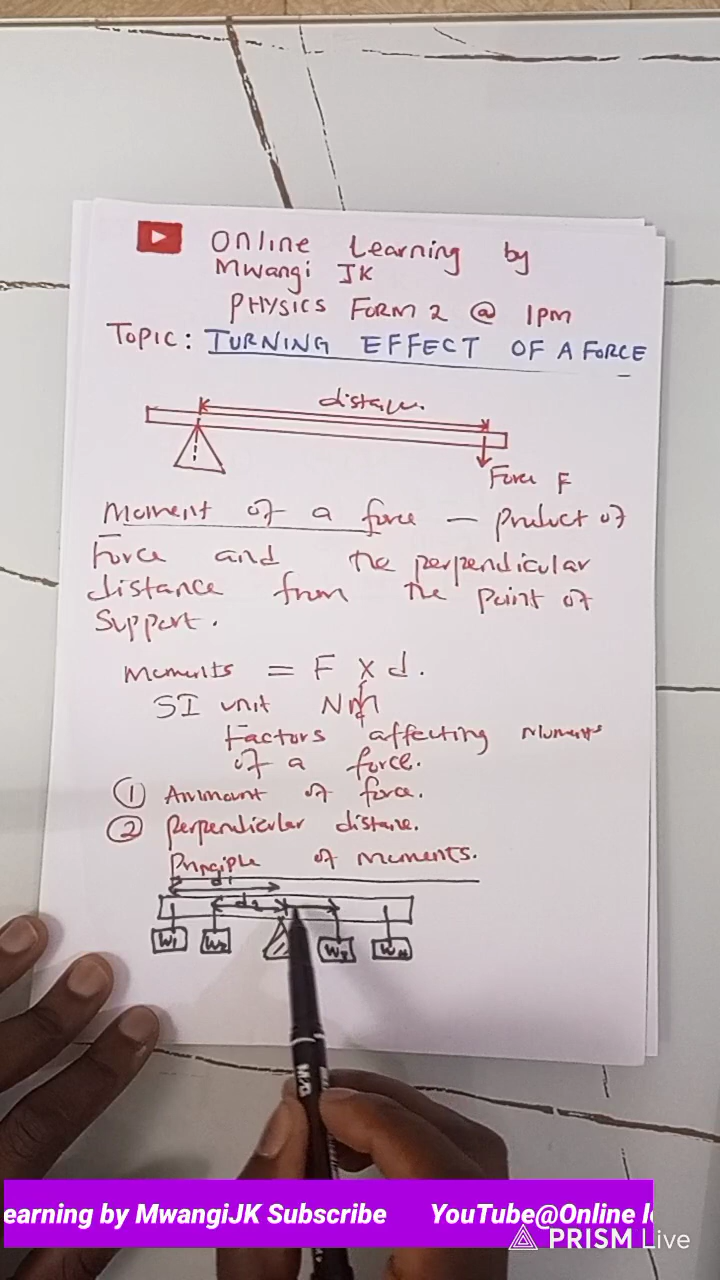 Online Learning by
Mwangi JK
PHYSICS FORM 2 @ 1pm
TOPIC: TURNING EFFECT OF A FORCE
distance
Force F
Moment of a force – product of
Force and the perpendicular
distance from the point of
Support.
Moments = F x d.
SI unit Nm
Factors affecting Moments
of a force.
1 Ammount of force.
2 Perpendicular distance.
Principle of Moments.
d1
d2
W1 W2 W3 W4
earning by MwangiJK Subscribe YouTube@Online l
PRISM Live